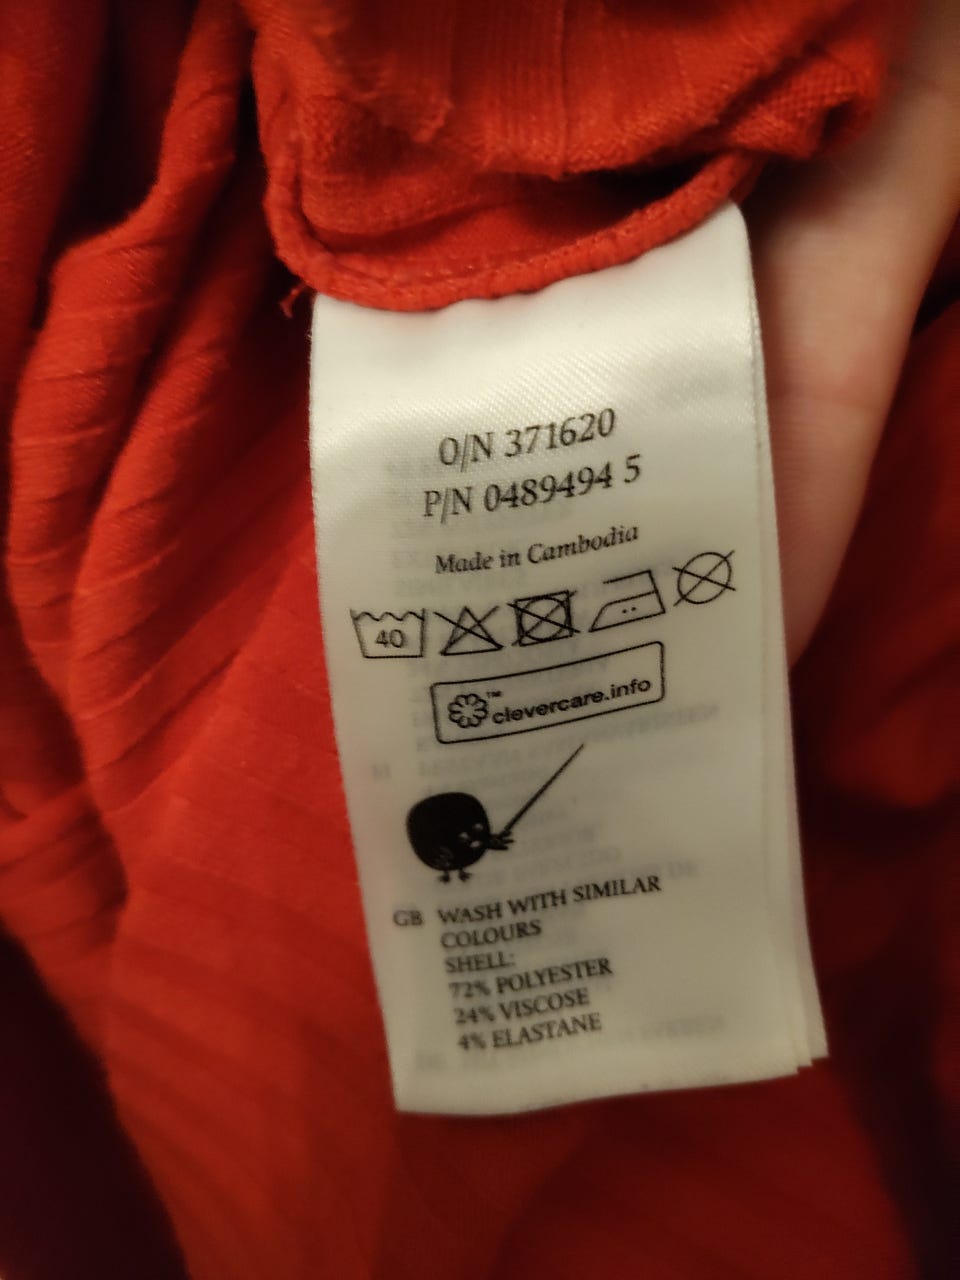 O/N 371620
P/N 0489494 5
Made in Cambodia
40
™ clevercare.info
GB WASH WITH SIMILAR
COLOURS
SHELL:
72% POLYESTER
24% VISCOSE
4% ELASTANE